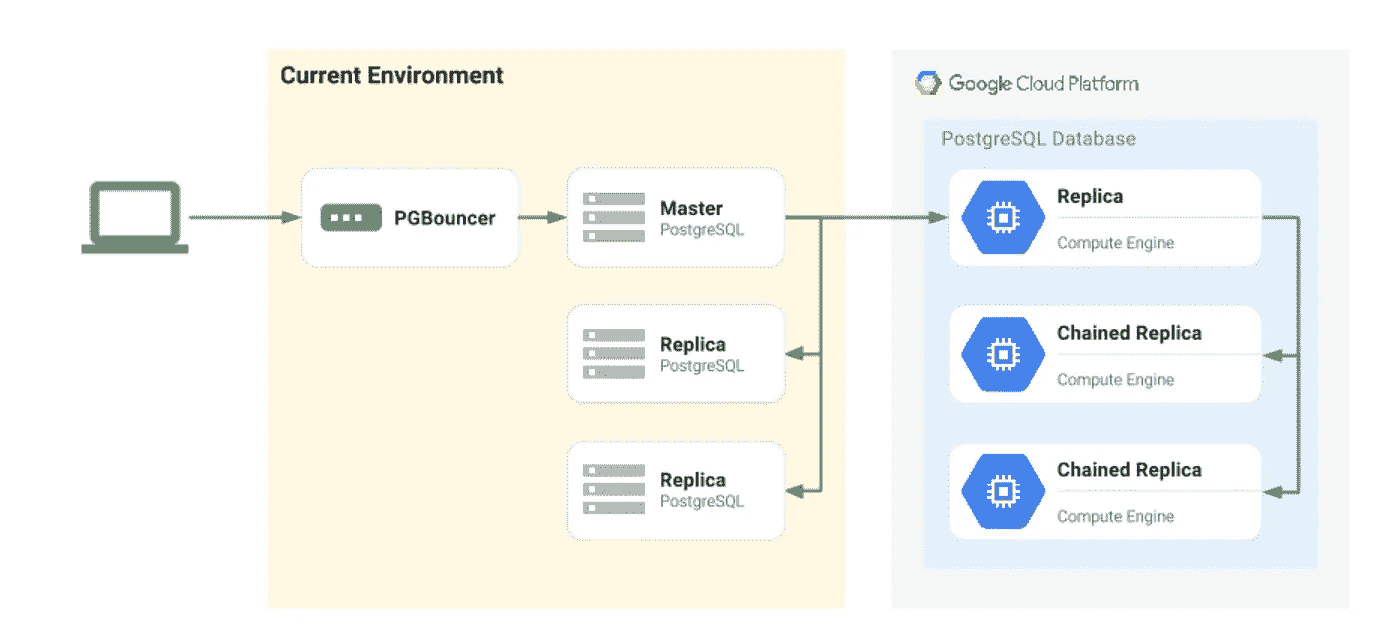 Current Environment
Google Cloud Platform
PostgreSQL Database
PGBouncer
Master
PostgreSQL
Replica
Compute Engine
Replica
PostgreSQL
Chained Replica
Compute Engine
Replica
PostgreSQL
Chained Replica
Compute Engine